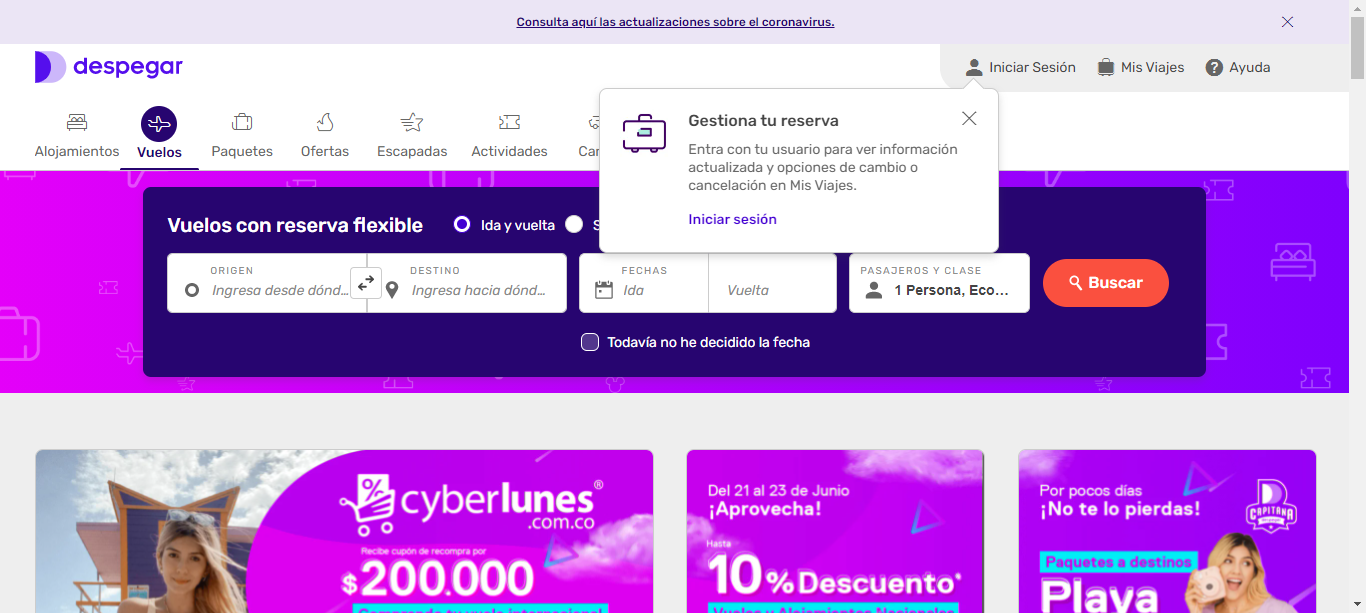 Consulta aquí las actualizaciones sobre el coronavirus.
despegar
Iniciar Sesión
Mis Viajes
Ayuda
Alojamientos
Vuelos
Paquetes
Ofertas
Escapadas
Actividades
Gestiona tu reserva
Entra con tu usuario para ver información
actualizada y opciones de cambio o
cancelación en Mis Viajes.
Iniciar sesión
Vuelos con reserva flexible
Ida y vuelta
ORIGEN
Ingresa desde dónd...
DESTINO
Ingresa hacia dónd...
FECHAS
Ida
Vuelta
PASAJEROS Y CLASE
1 Persona, Eco...
Buscar
Todavía no he decidido la fecha
cyberlunes®
.com.co
Recibe cupón de recompra por
$200.000
Comprando tu vuelo internacional
Del 21 al 23 de Junio
¡Aprovecha!
Hasta
10% Descuento*
Vuelos y Alojamientos Nacionales
Por pocos días
¡No te lo pierdas!
CAPITANA
Paquetes a destinos
Playa